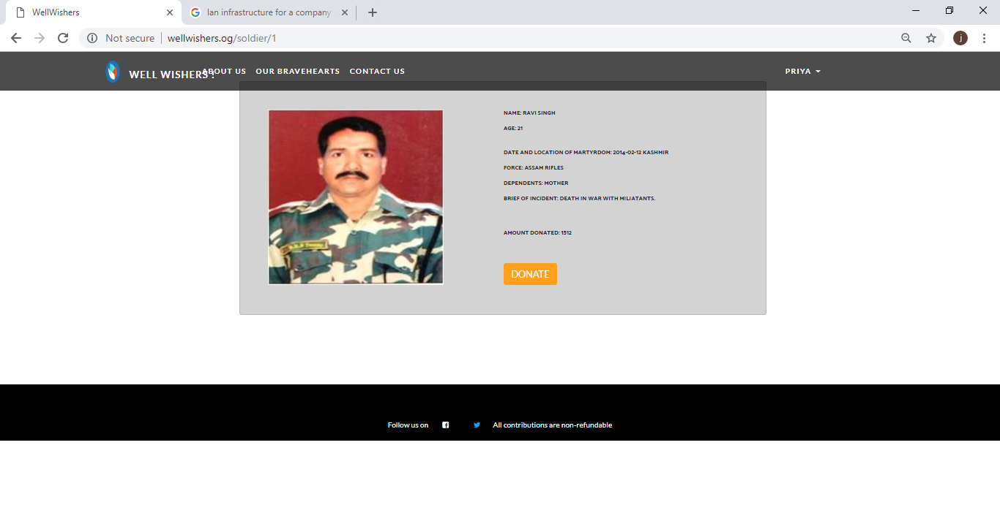 WellWishers
lan infrastructure for a company
Not secure
wellwishers.og/soldier/1
j
WELL WISHERS !
ABOUT US
OUR BRAVEHEARTS
CONTACT US
PRIYA
NAME: RAVI SINGH
AGE: 21
DATE AND LOCATION OF MARTYRDOM: 2014-02-12 KASHMIR
FORCE: ASSAM RIFLES
DEPENDENTS: MOTHER
BRIEF OF INCIDENT: DEATH IN WAR WITH MILIATANTS.
AMOUNT DONATED: 1512
DONATE
Follow us on
All contributions are non-refundable